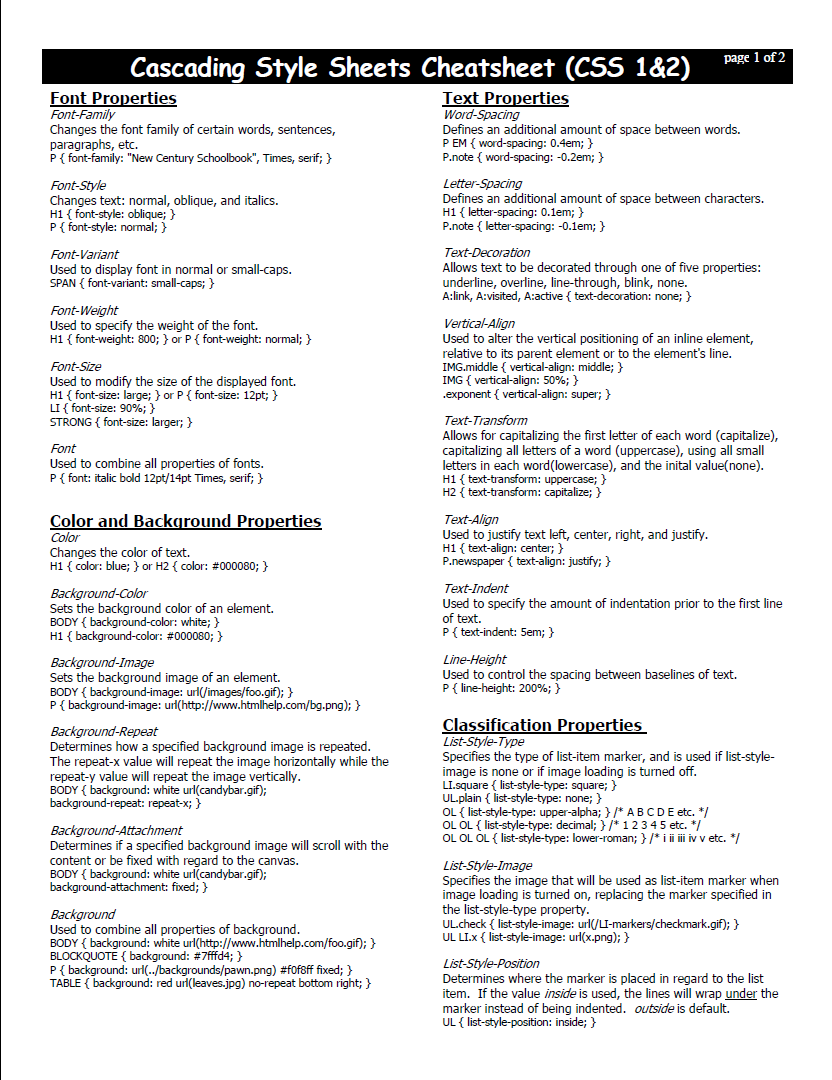 Cascading Style Sheets Cheatsheet (CSS 1&2)
page 1 of 2
Font Properties
Font-Family
Changes the font family of certain words, sentences,
paragraphs, etc.
P { font-family: "New Century Schoolbook", Times, serif; }
Font-Style
Changes text: normal, oblique, and italics.
H1 { font-style: oblique; }
P { font-style: normal; }
Font-Variant
Used to display font in normal or small-caps.
SPAN { font-variant: small-caps; }
Font-Weight
Used to specify the weight of the font.
H1 { font-weight: 800; } or P { font-weight: normal; }
Font-Size
Used to modify the size of the displayed font.
H1 { font-size: large; } or P { font-size: 12pt; }
LI { font-size: 90%; }
STRONG { font-size: larger; }
Font
Used to combine all properties of fonts.
P { font: italic bold 12pt/14pt Times, serif; }
Color and Background Properties
Color
Changes the color of text.
H1 { color: blue; } or H2 { color: #000080; }
Background-Color
Sets the background color of an element.
BODY { background-color: white; }
H1 { background-color: #000080; }
Background-Image
Sets the background image of an element.
BODY { background-image: url(/images/foo.gif); }
P { background-image: url(http://www.htmlhelp.com/bg.png); }
Background-Repeat
Determines how a specified background image is repeated.
The repeat-x value will repeat the image horizontally while the
repeat-y value will repeat the image vertically.
BODY { background: white url(candybar.gif);
background-repeat: repeat-x; }
Background-Attachment
Determines if a specified background image will scroll with the
content or be fixed with regard to the canvas.
BODY { background: white url(candybar.gif);
background-attachment: fixed; }
Background
Used to combine all properties of background.
BODY { background: white url(http://www.htmlhelp.com/foo.gif); }
BLOCKQUOTE { background: #7fffd4; }
P { background: url(../backgrounds/pawn.png) #f0f8ff fixed; }
TABLE { background: red url(leaves.jpg) no-repeat bottom right; }
Text Properties
Word-Spacing
Defines an additional amount of space between words.
P EM { word-spacing: 0.4em; }
P.note { word-spacing: -0.2em; }
Letter-Spacing
Defines an additional amount of space between characters.
H1 { letter-spacing: 0.1em; }
P.note { letter-spacing: -0.1em; }
Text-Decoration
Allows text to be decorated through one of five properties:
underline, overline, line-through, blink, none.
A:link, A:visited, A:active { text-decoration: none; }
Vertical-Align
Used to alter the vertical positioning of an inline element,
relative to its parent element or to the element's line.
IMG.middle { vertical-align: middle; }
IMG { vertical-align: 50%; }
.exponent { vertical-align: super; }
Text-Transform
Allows for capitalizing the first letter of each word (capitalize),
capitalizing all letters of a word (uppercase), using all small
letters in each word(lowercase), and the inital value(none).
H1 { text-transform: uppercase; }
H2 { text-transform: capitalize; }
Text-Align
Used to justify text left, center, right, and justify.
H1 { text-align: center; }
P.newspaper { text-align: justify; }
Text-Indent
Used to specify the amount of indentation prior to the first line
of text.
P { text-indent: 5em; }
Line-Height
Used to control the spacing between baselines of text.
P { line-height: 200%; }
Classification Properties
List-Style-Type
Specifies the type of list-item marker, and is used if list-style-
image is none or if image loading is turned off.
LI.square { list-style-type: square; }
UL.plain { list-style-type: none; }
OL { list-style-type: upper-alpha; } /* A B C D E etc. */
OL OL { list-style-type: decimal; } /* 1 2 3 4 5 etc. */
OL OL OL { list-style-type: lower-roman; } /* i ii iii iv v etc. */
List-Style-Image
Specifies the image that will be used as list-item marker when
image loading is turned on, replacing the marker specified in
the list-style-type property.
UL.check { list-style-image: url(/LI-markers/checkmark.gif); }
UL LI.x { list-style-image: url(x.png); }
List-Style-Position
Determines where the marker is placed in regard to the list
item. If the value inside is used, the lines will wrap under the
marker instead of being indented. outside is default.
UL { list-style-position: inside; }